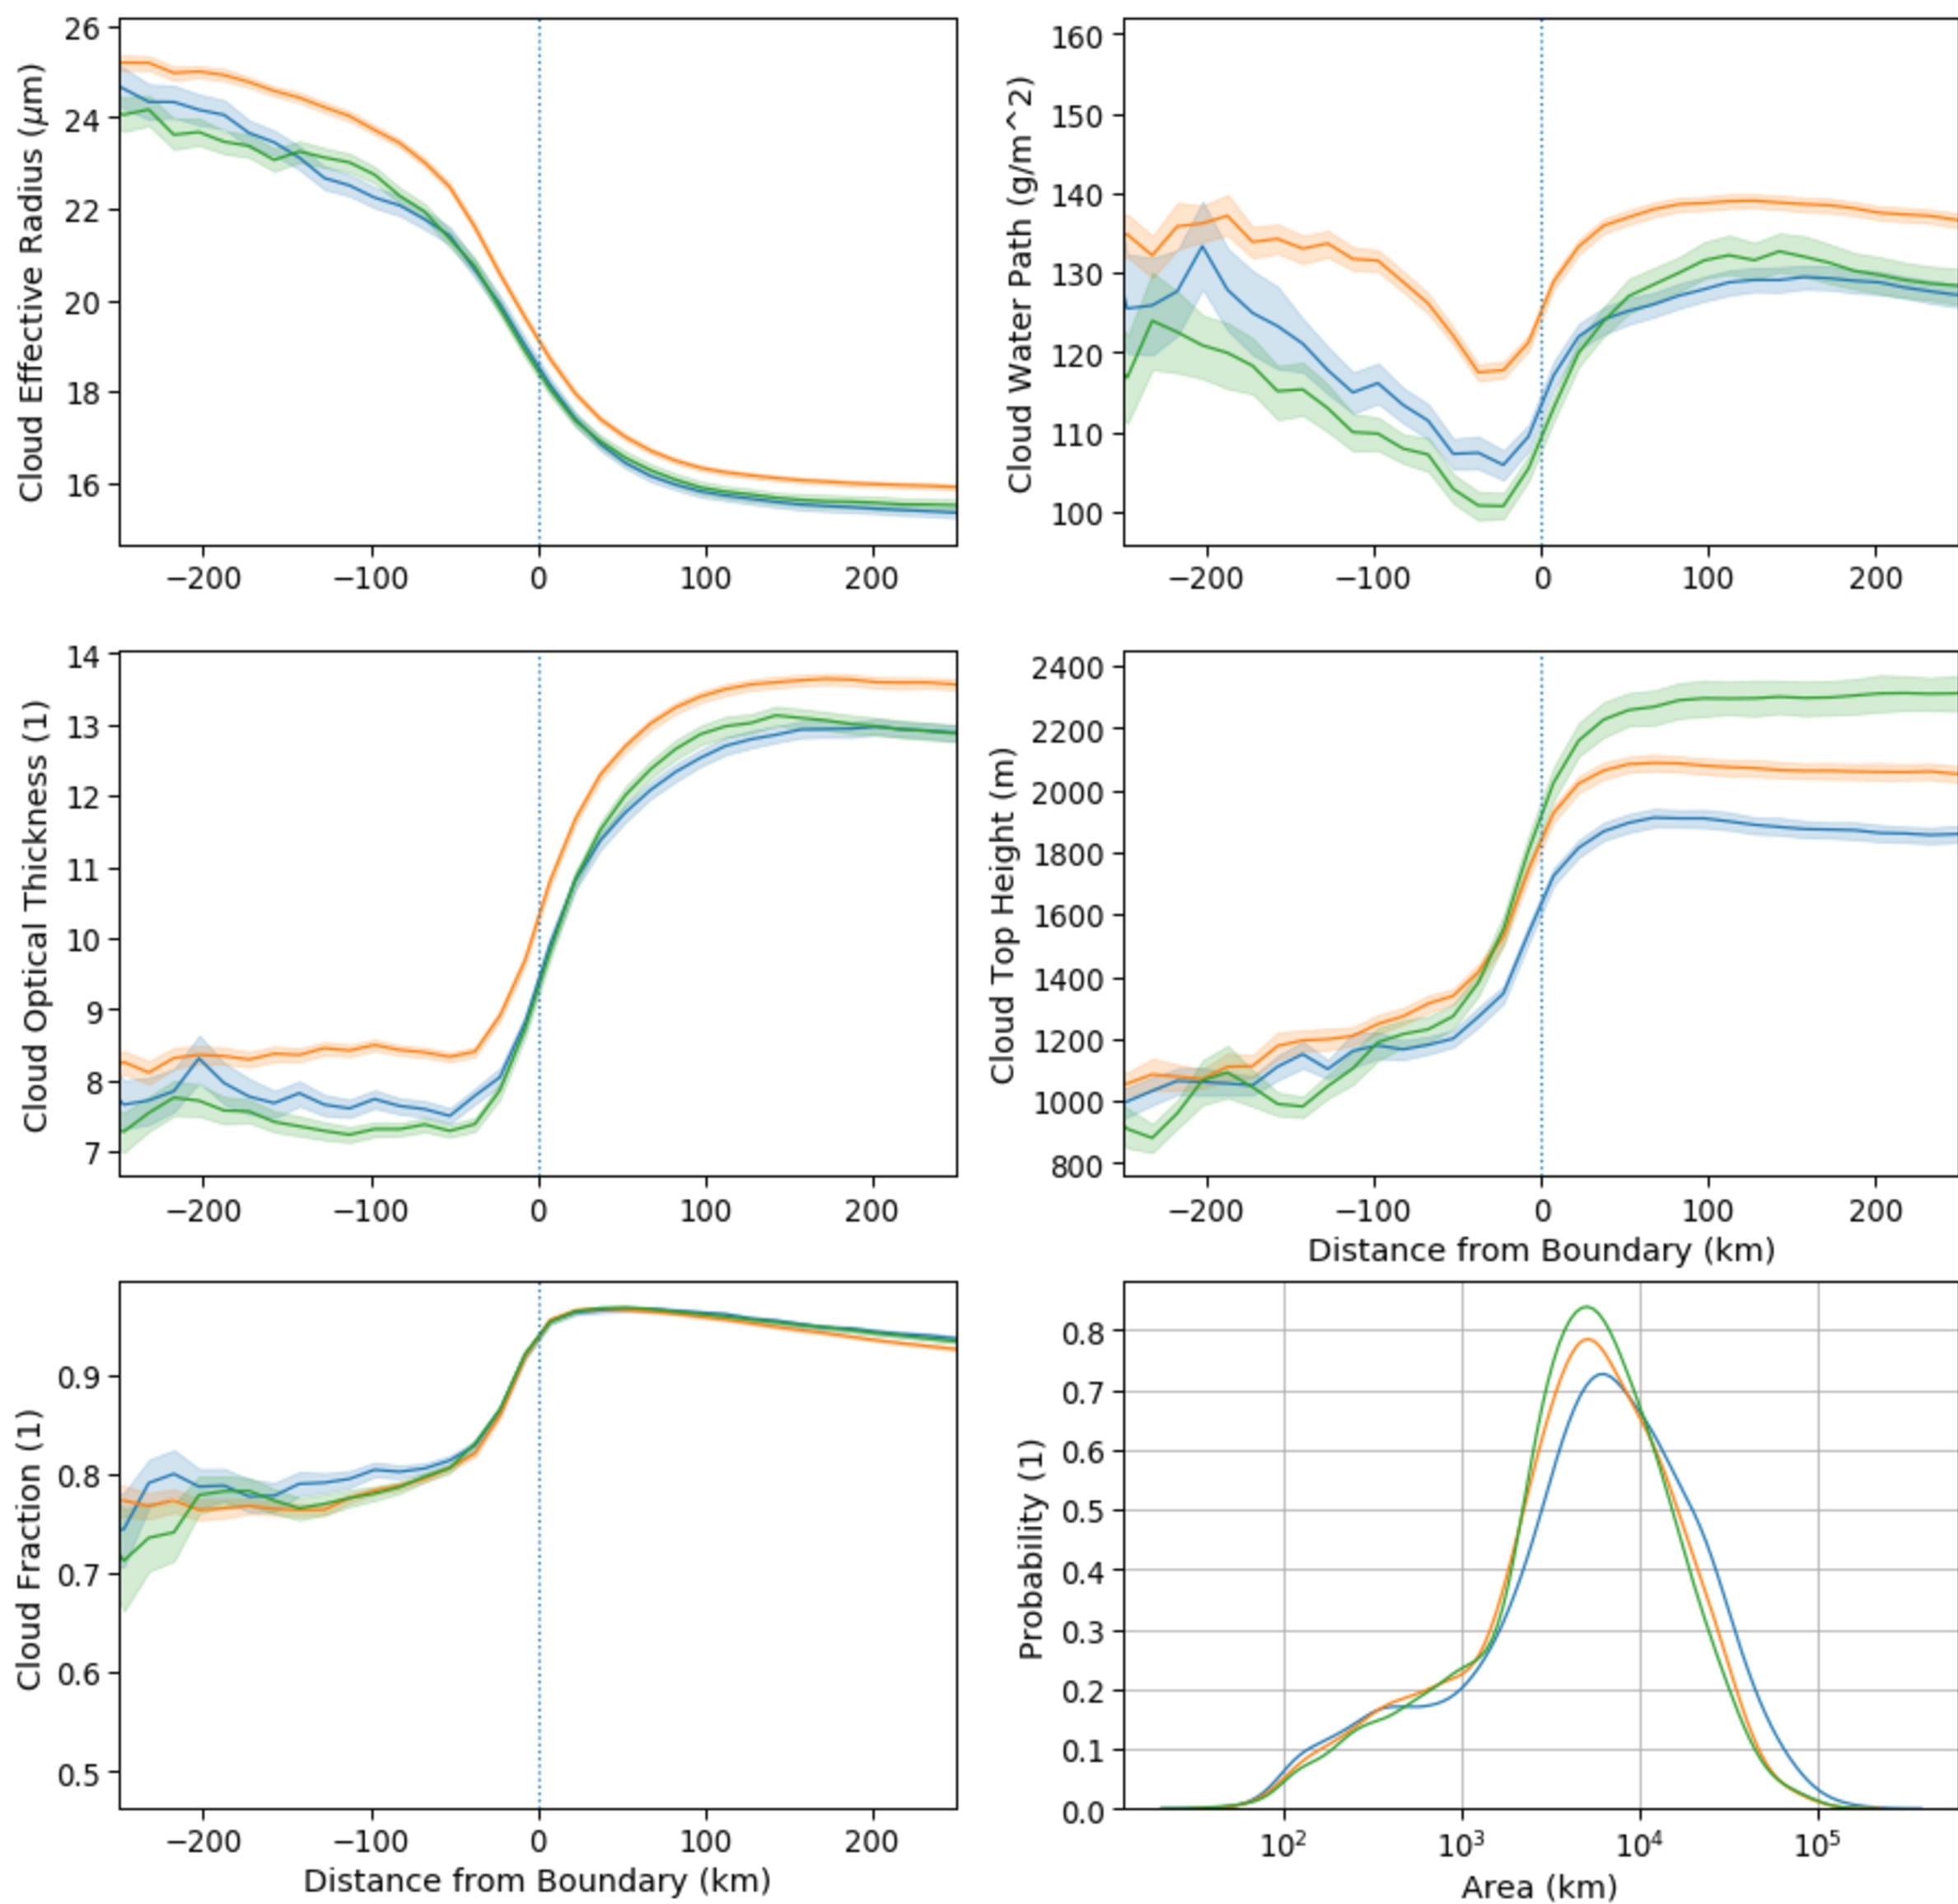 Cloud Effective Radius (μm)
26
24
22
20
18
16
−200 −100 0 100 200
Cloud Water Path (g/m^2)
160
150
140
130
120
110
100
−200 −100 0 100 200
Cloud Optical Thickness (1)
14
13
12
11
10
9
8
7
−200 −100 0 100 200
Cloud Top Height (m)
2400
2200
2000
1800
1600
1400
1200
1000
800
−200 −100 0 100 200
Distance from Boundary (km)
Cloud Fraction (1)
0.9
0.8
0.7
0.6
0.5
−200 −100 0 100 200
Distance from Boundary (km)
Probability (1)
0.8
0.7
0.6
0.5
0.4
0.3
0.2
0.1
0.0
10² 10³ 10⁴ 10⁵
Area (km)